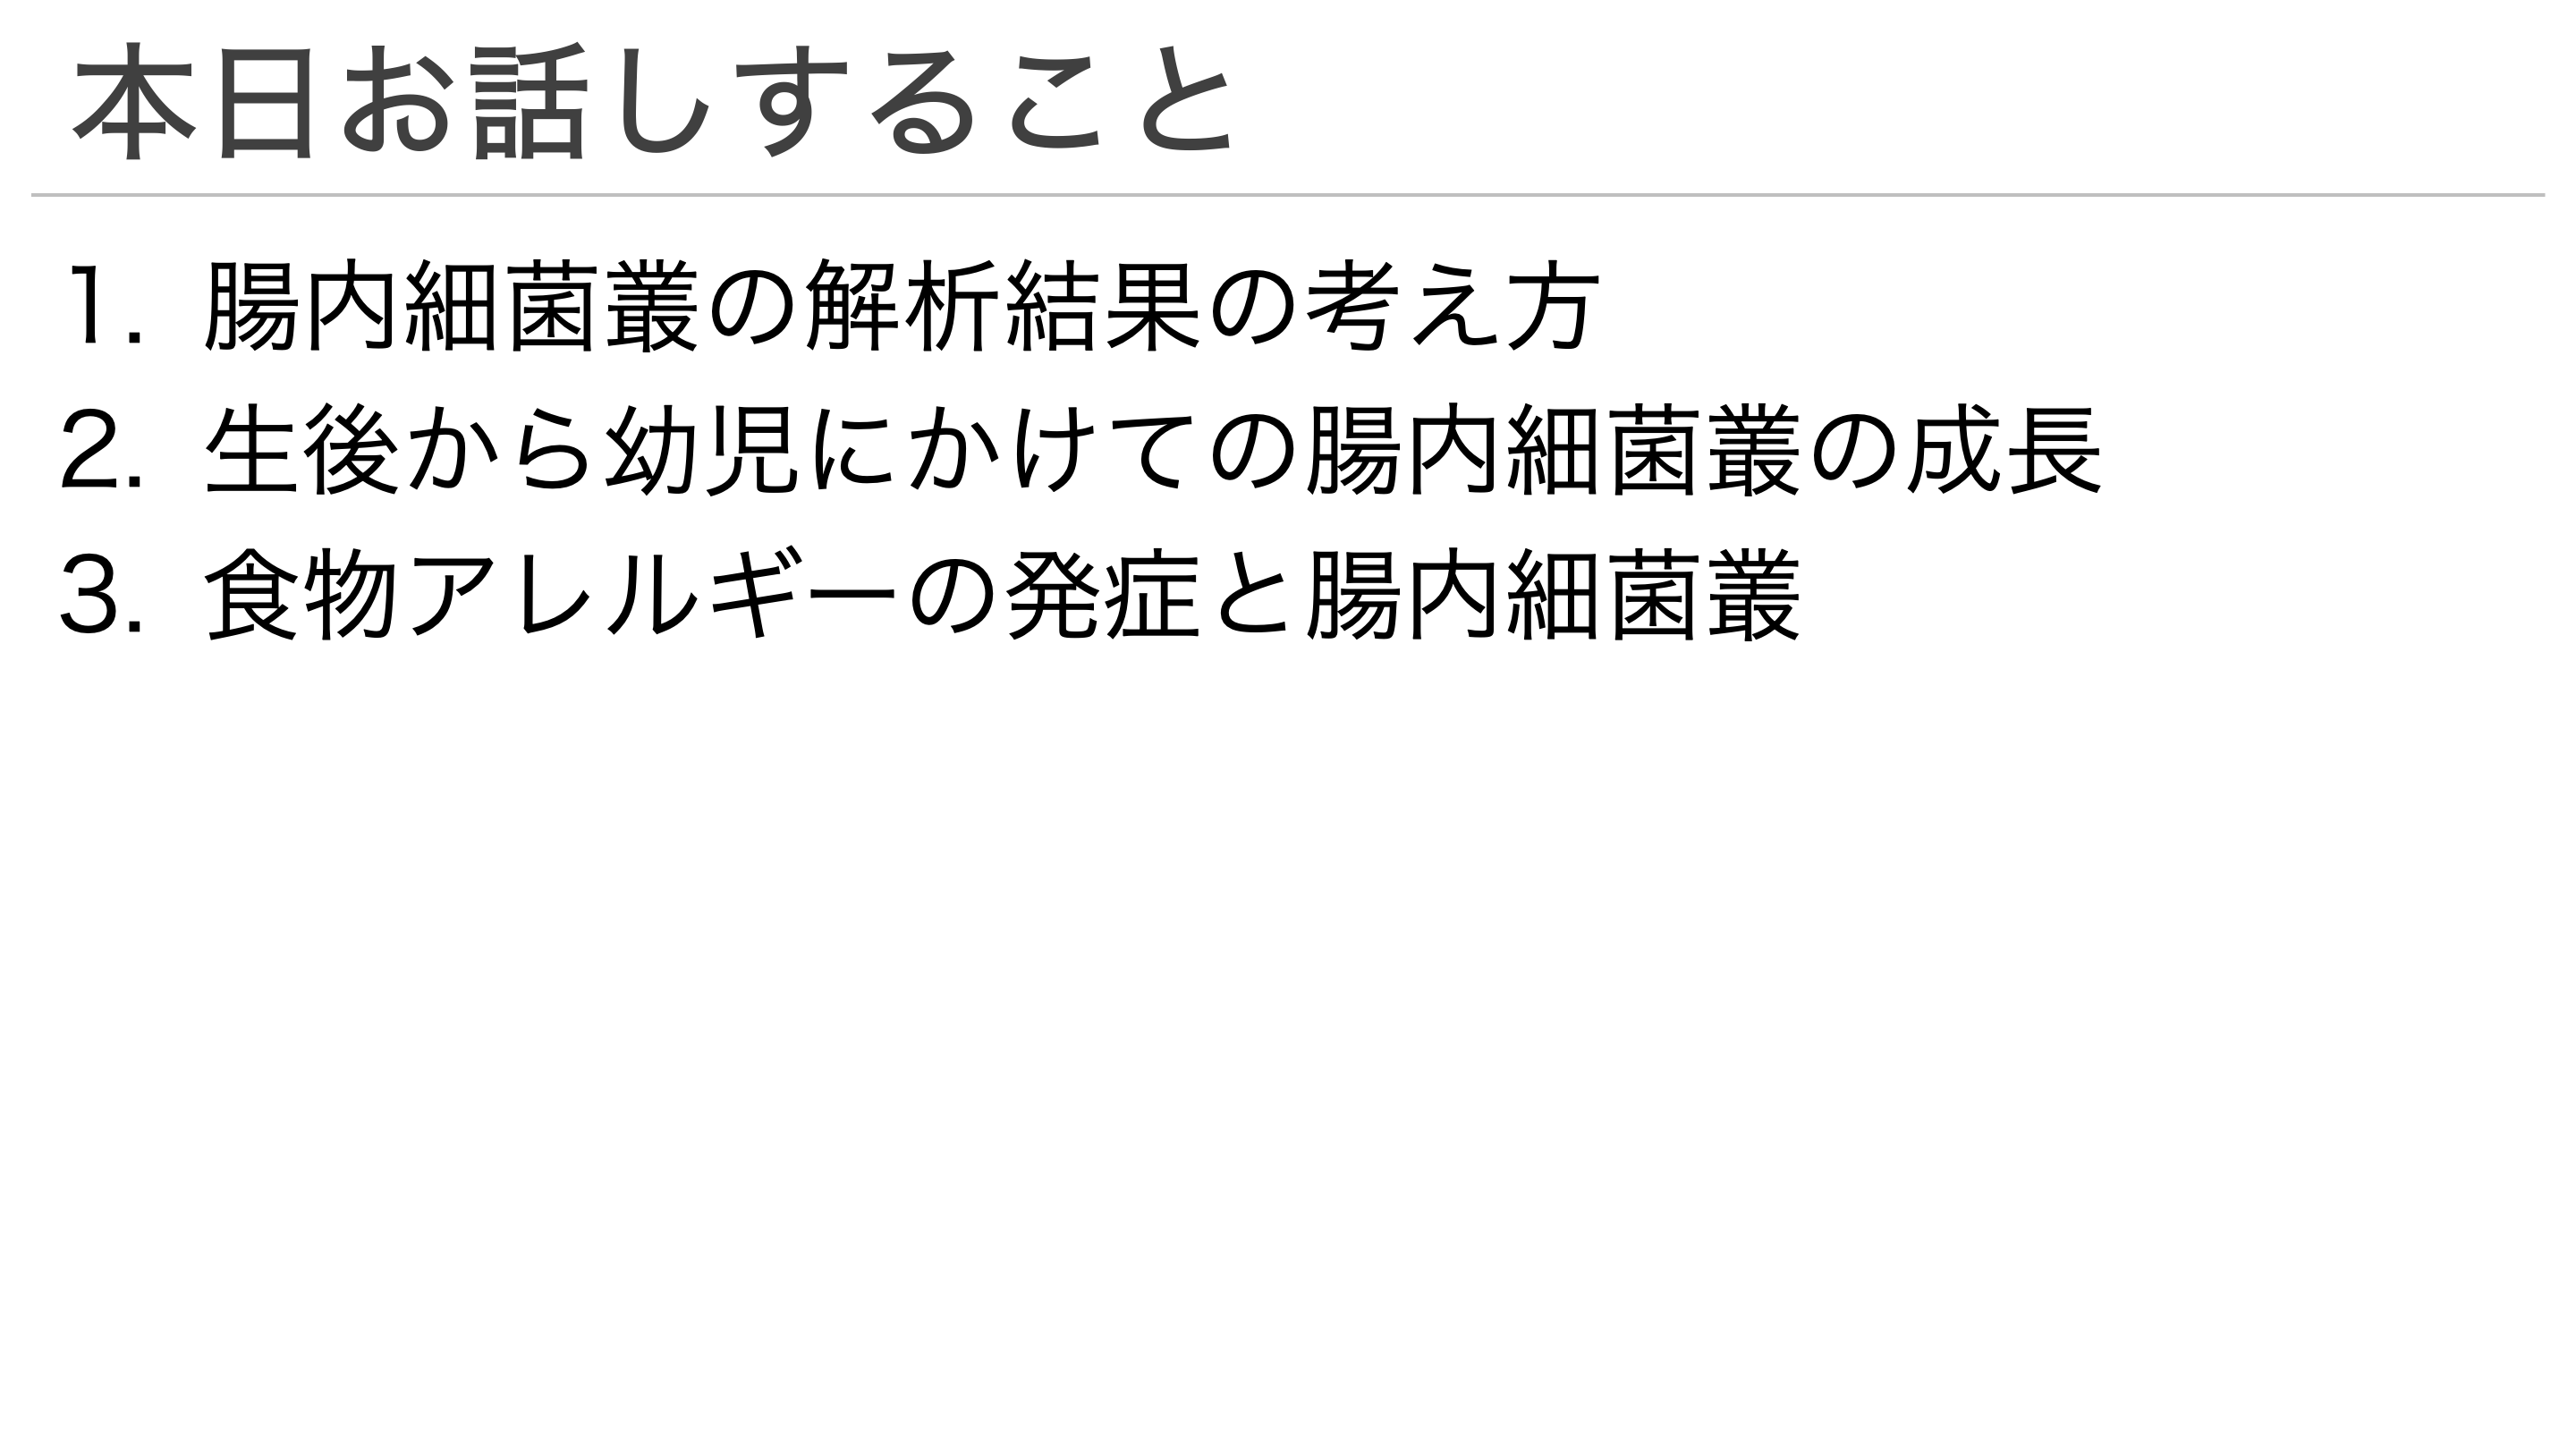 本日お話しすること
1. 腸内細菌叢の解析結果の考え方
2. 生後から幼児にかけての腸内細菌叢の成長
3. 食物アレルギーの発症と腸内細菌叢